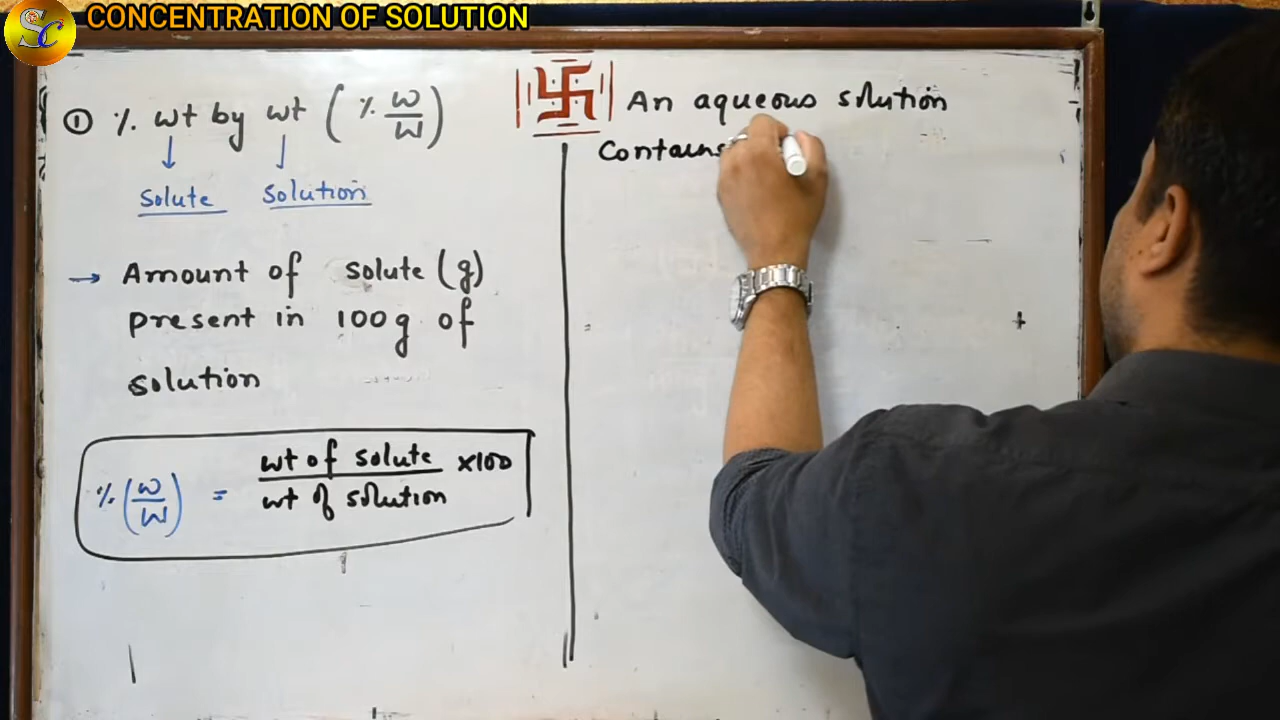 SC
CONCENTRATION OF SOLUTION
① % wt by wt ( % w/W )
solute solution
→ Amount of solute (g)
present in 100g of
solution
% (w/W) = wt of solute / wt of solution ×100
An aqueous solution
Contains